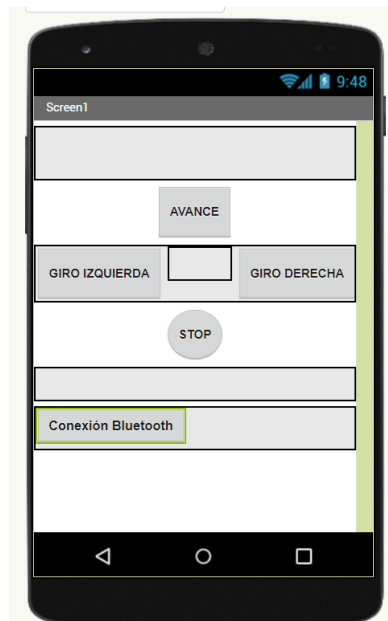 9:48
Screen1
AVANCE
GIRO IZQUIERDA GIRO DERECHA
STOP
Conexión Bluetooth